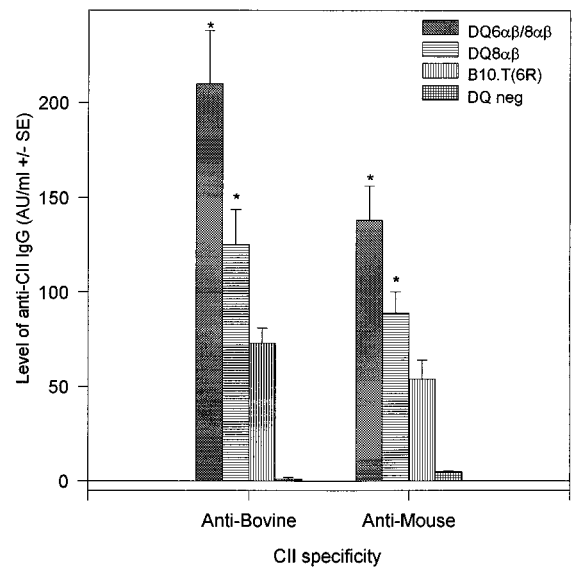 DQ6αβ/8αβ
DQ8αβ
B10.T(6R)
DQ neg
Level of anti-CII IgG (AU/ml +/- SE)
200
150
100
50
0
*
*
*
*
Anti-Bovine Anti-Mouse
CII specificity